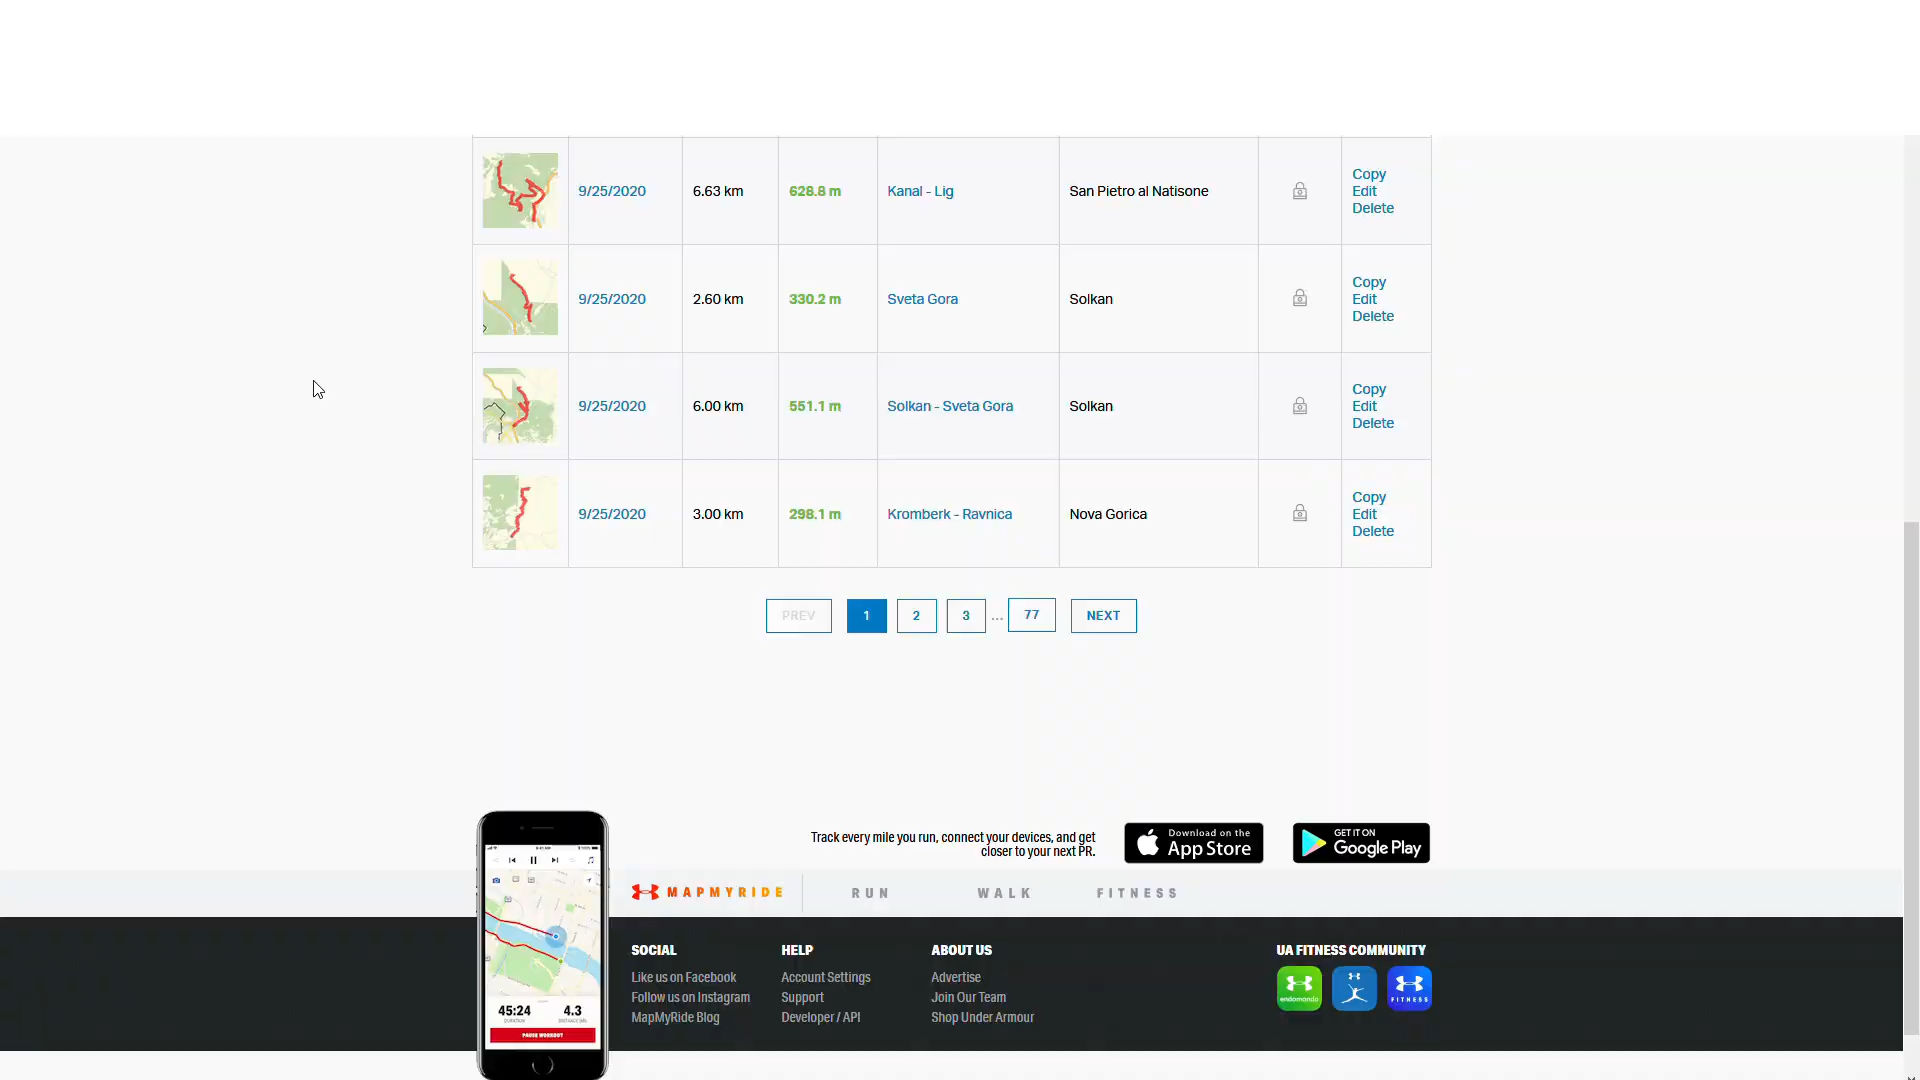 9/25/2020 6.63 km 628.8 m Kanal - Lig San Pietro al Natisone Copy
Edit
Delete
9/25/2020 2.60 km 330.2 m Sveta Gora Solkan Copy
Edit
Delete
9/25/2020 6.00 km 551.1 m Solkan - Sveta Gora Solkan Copy
Edit
Delete
9/25/2020 3.00 km 298.1 m Kromberk - Ravnica Nova Gorica Copy
Edit
Delete
PREV 1 2 3 ... 77 NEXT
Track every mile you run, connect your devices, and get
closer to your next PR.
Download on the
App Store
GET IT ON
Google Play
MAPMYRIDE RUN WALK FITNESS
SOCIAL
Like us on Facebook
Follow us on Instagram
MapMyRide Blog
HELP
Account Settings
Support
Developer / API
ABOUT US
Advertise
Join Our Team
Shop Under Armour
UA FITNESS COMMUNITY
endomondo
FITNESS
45:24 4.3
DURATION
PAUSE WORKOUT